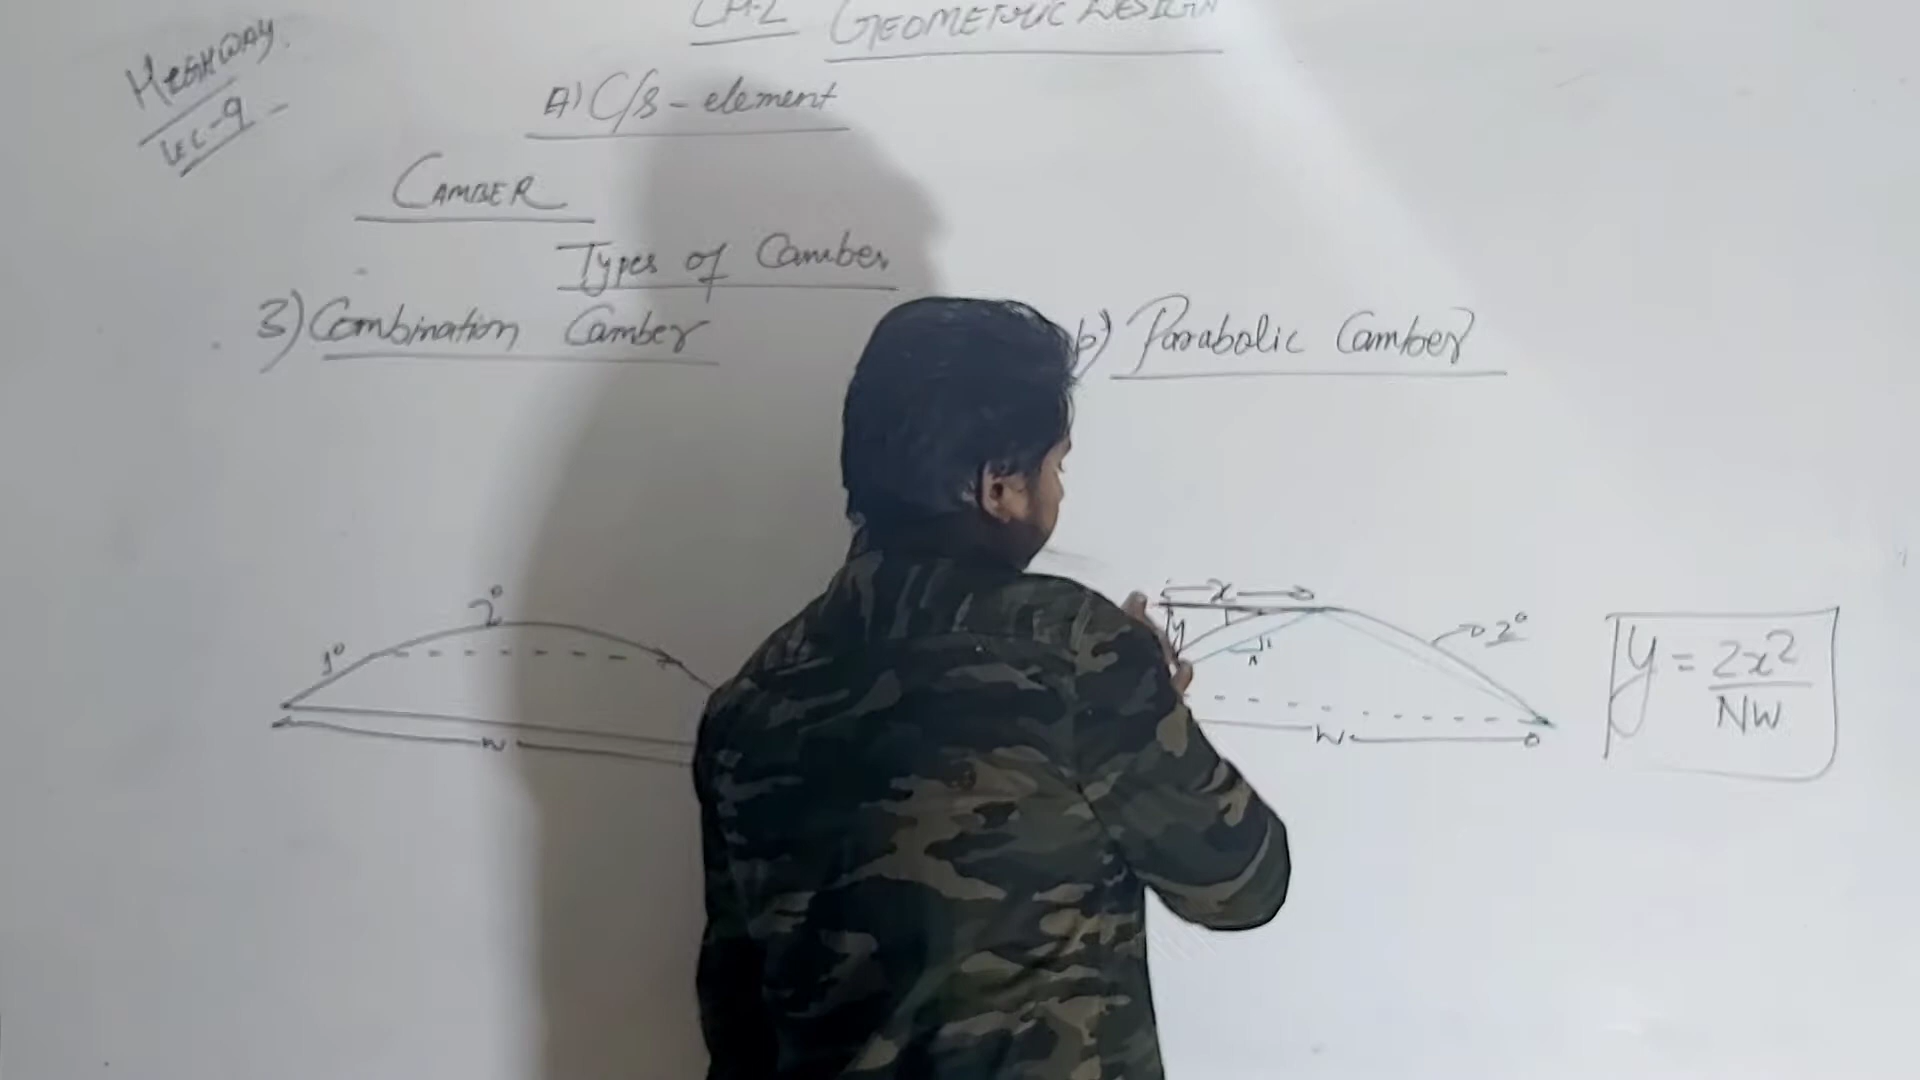 CH-2 GEOMETRIC DESIGN
HIGHWAY
LEC-9
A) C/S-element
CAMBER
Types of Camber
3) Combination Camber
b) Parabolic Camber
1°
2°
W
x
y
1
N
2°
W
y = 2x²/NW